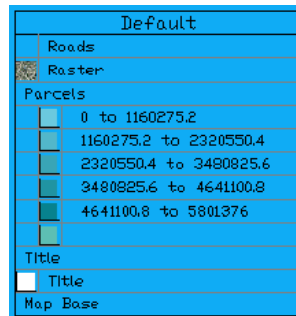 Default
Roads
Raster
Parcels
0 to 1160275.2
1160275.2 to 2320550.4
2320550.4 to 3480825.6
3480825.6 to 4641100.8
4641100.8 to 5801376
Title
Title
Map Base